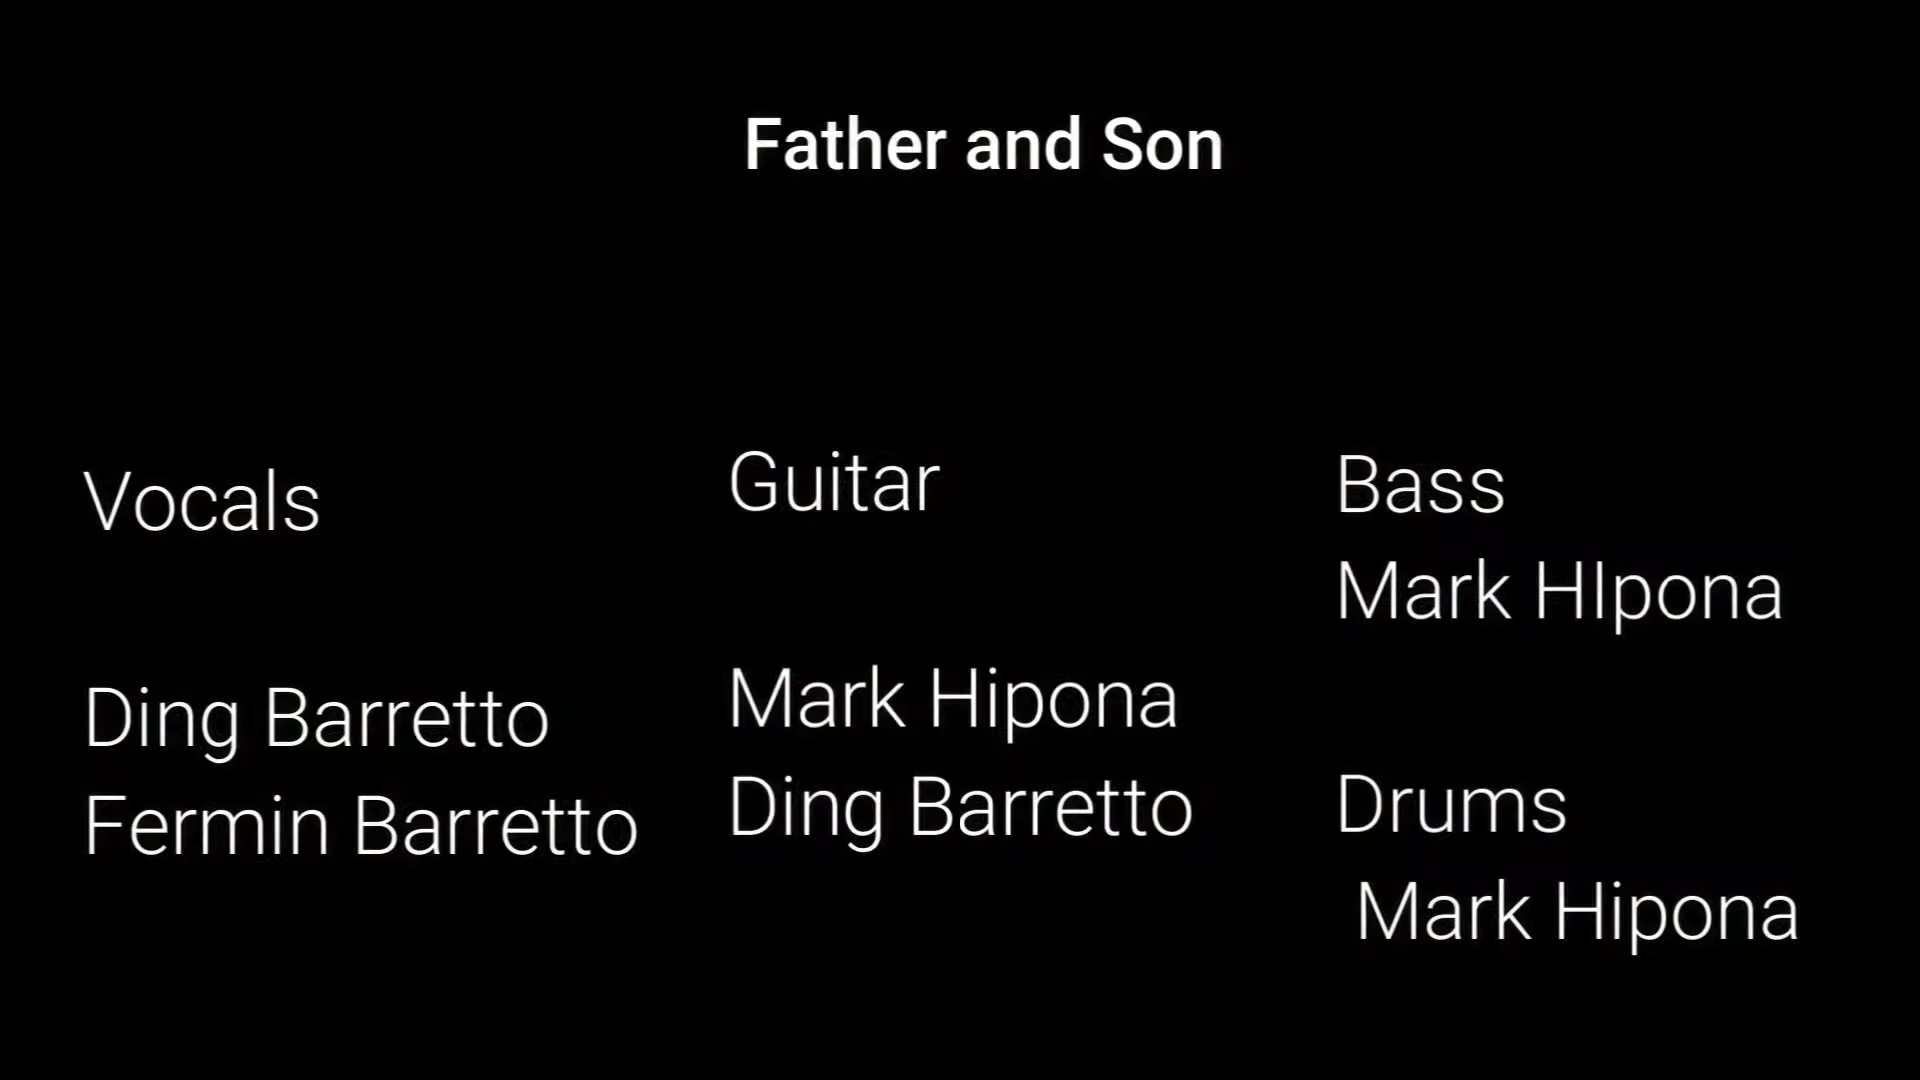 Father and Son
Vocals
Ding Barretto
Fermin Barretto
Guitar
Mark Hipona
Ding Barretto
Bass
Mark HIpona
Drums
Mark Hipona